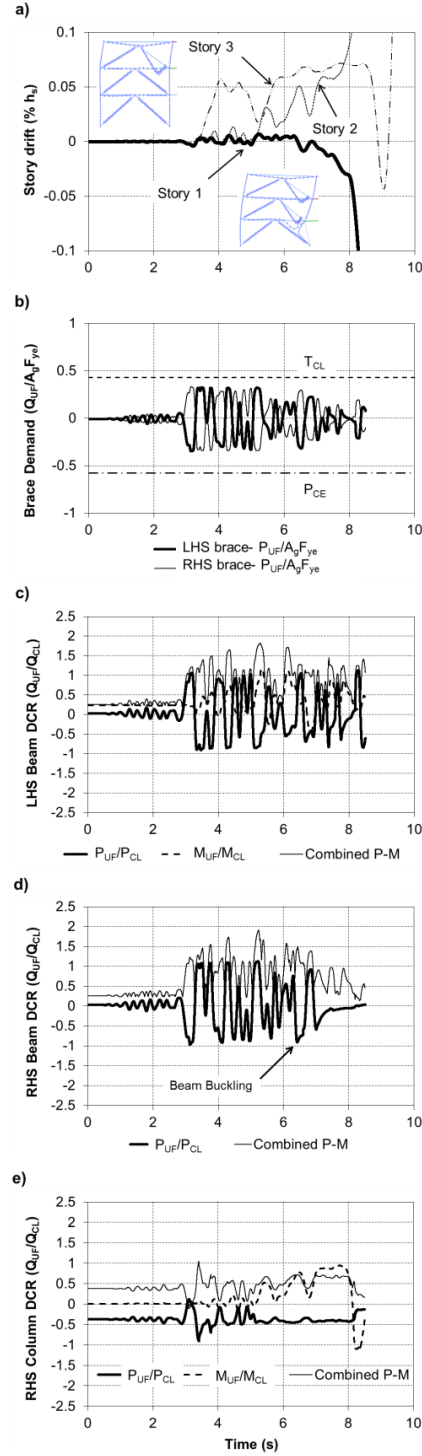 a)
Story drift (% hs)
0.1
0.05
0
-0.05
-0.1
Story 3
Story 2
Story 1
0 2 4 6 8 10
b)
Brace Demand (QUF/AgFye)
1
0.5
0
-0.5
-1
TCL
PCE
0 2 4 6 8 10
LHS brace- PUF/AgFye
RHS brace- PUF/AgFye
c)
LHS Beam DCR (QUF/QCL)
2.5
2
1.5
1
0.5
0
-0.5
-1
-1.5
-2
-2.5
0 2 4 6 8 10
PUF/PCL MUF/MCL Combined P-M
d)
RHS Beam DCR (QUF/QCL)
2.5
2
1.5
1
0.5
0
-0.5
-1
-1.5
-2
-2.5
Beam Buckling
0 2 4 6 8 10
PUF/PCL Combined P-M
e)
RHS Column DCR (QUF/QCL)
2.5
2
1.5
1
0.5
0
-0.5
-1
-1.5
-2
-2.5
PUF/PCL MUF/MCL Combined P-M
0 2 4 6 8 10
Time (s)